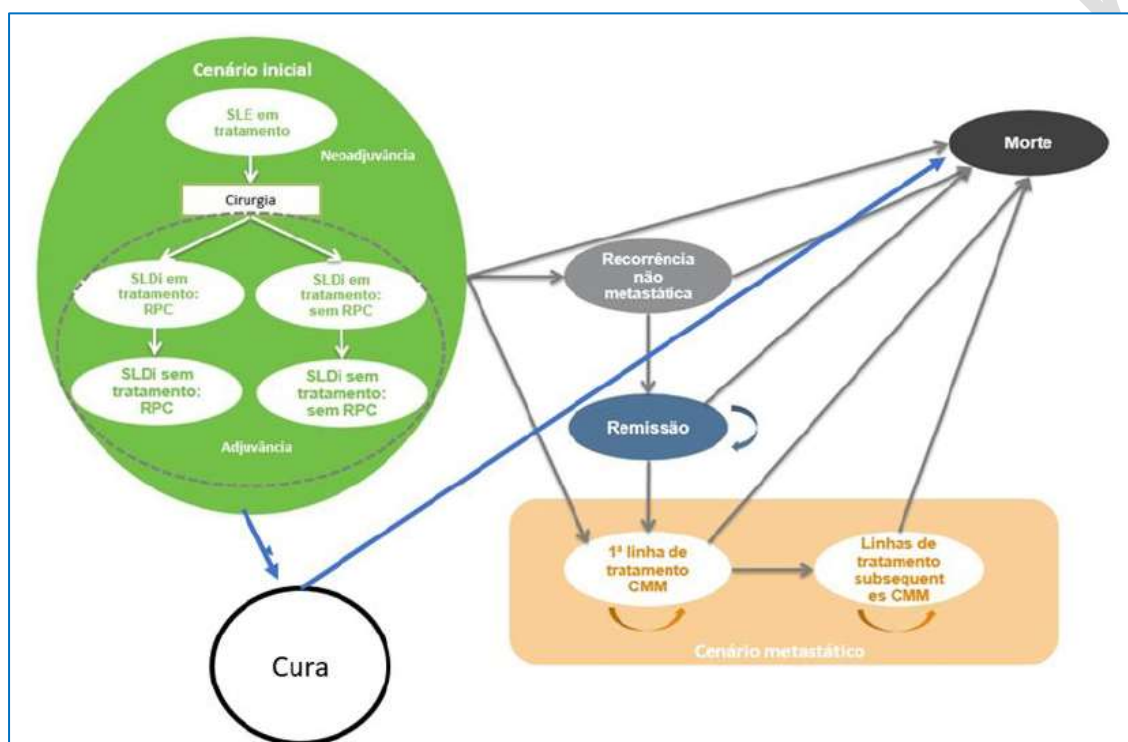 Cenário inicial
SLE em
tratamento
Neoadjuvância
Cirurgia
SLDi em
tratamento:
RPC
SLDi em
tratamento:
sem RPC
SLDi sem
tratamento:
RPC
SLDi sem
tratamento:
sem RPC
Adjuvância
Morte
Recorrência
não
metastática
Remissão
1ª linha de
tratamento
CMM
Linhas de
tratamento
subsequent
es CMM
Cenário metastático
Cura